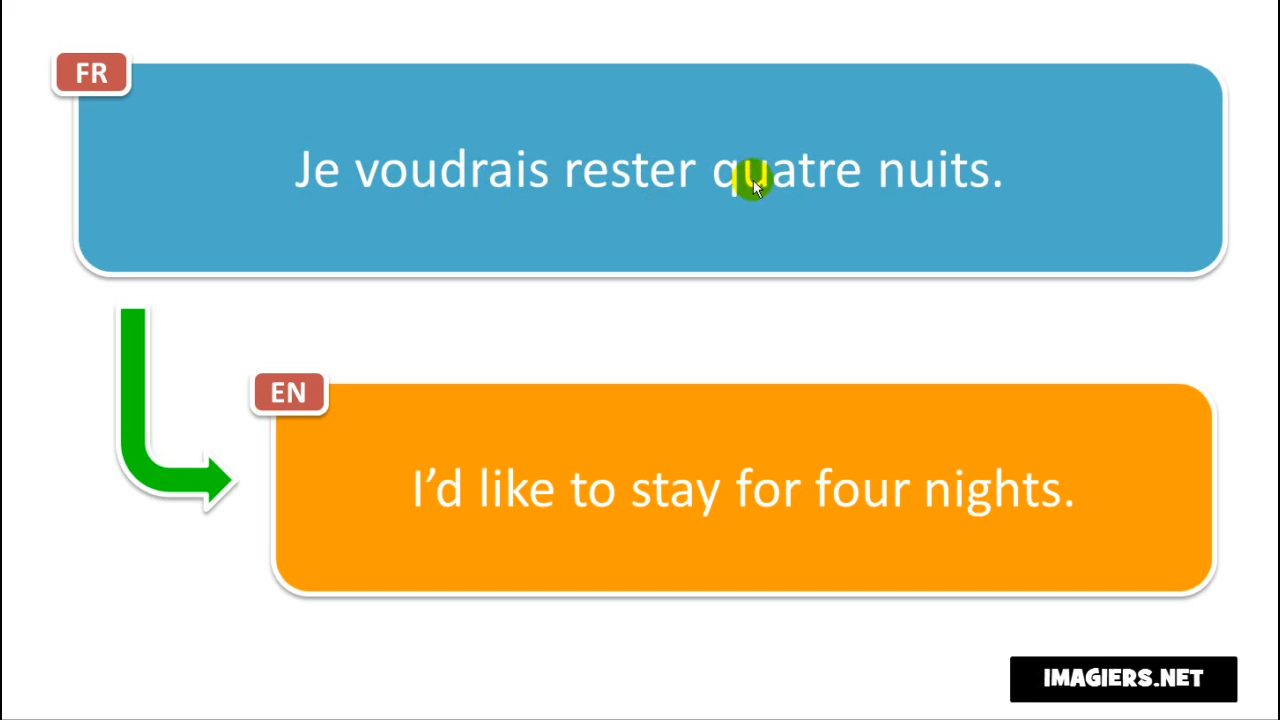 FR
Je voudrais rester quatre nuits.
EN
I’d like to stay for four nights.
IMAGIERS.NET